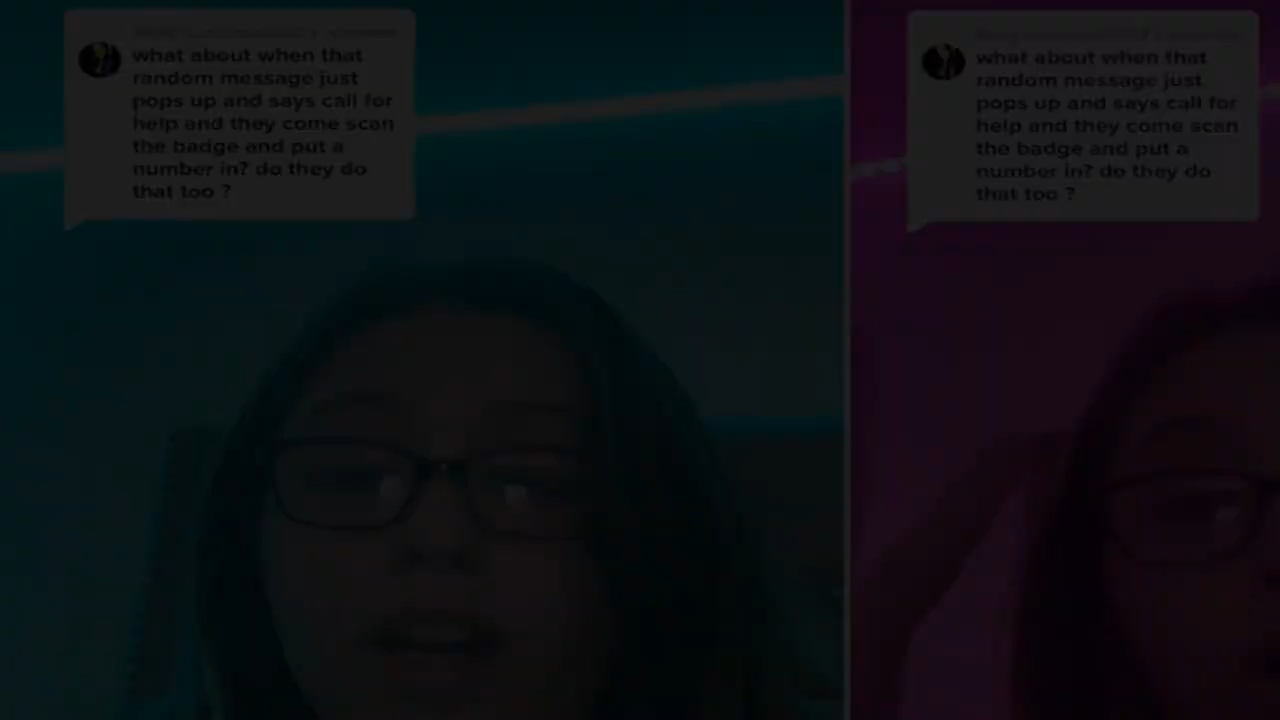 what about when that
random message just
pops up and says call for
help and they come scan
the badge and put a
number in? do they do
that too ?
what about when that
random message just
pops up and says call for
help and they come scan
the badge and put a
number in? do they do
that too ?